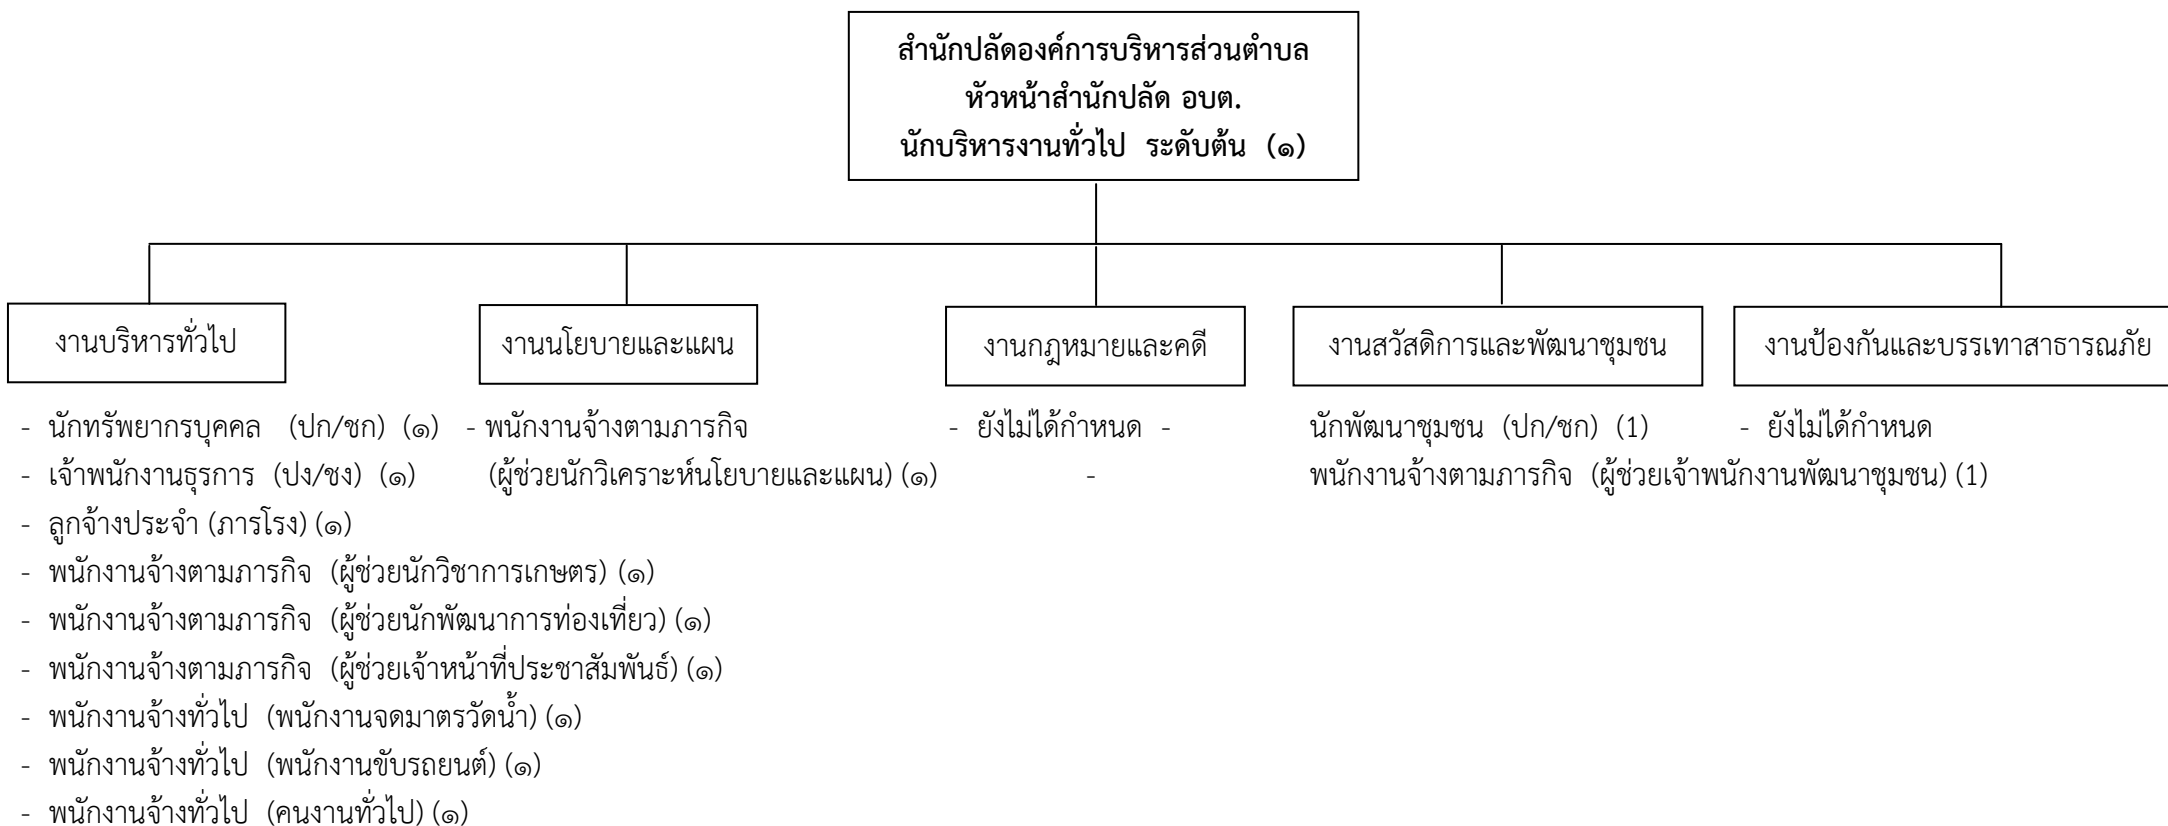 สำนักปลัดองค์การบริหารส่วนตำบล
หัวหน้าสำนักปลัด อบต.
นักบริหารงานทั่วไป ระดับต้น (๑)
งานบริหารทั่วไป
งานนโยบายและแผน
งานกฎหมายและคดี
งานสวัสดิการและพัฒนาชุมชน
งานป้องกันและบรรเทาสาธารณภัย
- นักทรัพยากรบุคคล (ปก/ชก) (๑)
- เจ้าพนักงานธุรการ (ปง/ชง) (๑)
- ลูกจ้างประจำ (ภารโรง) (๑)
- พนักงานจ้างตามภารกิจ (ผู้ช่วยนักวิชาการเกษตร) (๑)
- พนักงานจ้างตามภารกิจ (ผู้ช่วยนักพัฒนาการท่องเที่ยว) (๑)
- พนักงานจ้างตามภารกิจ (ผู้ช่วยเจ้าหน้าที่ประชาสัมพันธ์) (๑)
- พนักงานจ้างทั่วไป (พนักงานจดมาตรวัดน้ำ) (๑)
- พนักงานจ้างทั่วไป (พนักงานขับรถยนต์) (๑)
- พนักงานจ้างทั่วไป (คนงานทั่วไป) (๑)
- พนักงานจ้างตามภารกิจ
(ผู้ช่วยนักวิเคราะห์นโยบายและแผน) (๑)
- ยังไม่ได้กำหนด -
-
นักพัฒนาชุมชน (ปก/ชก) (1)
พนักงานจ้างตามภารกิจ (ผู้ช่วยเจ้าพนักงานพัฒนาชุมชน) (1)
- ยังไม่ได้กำหนด